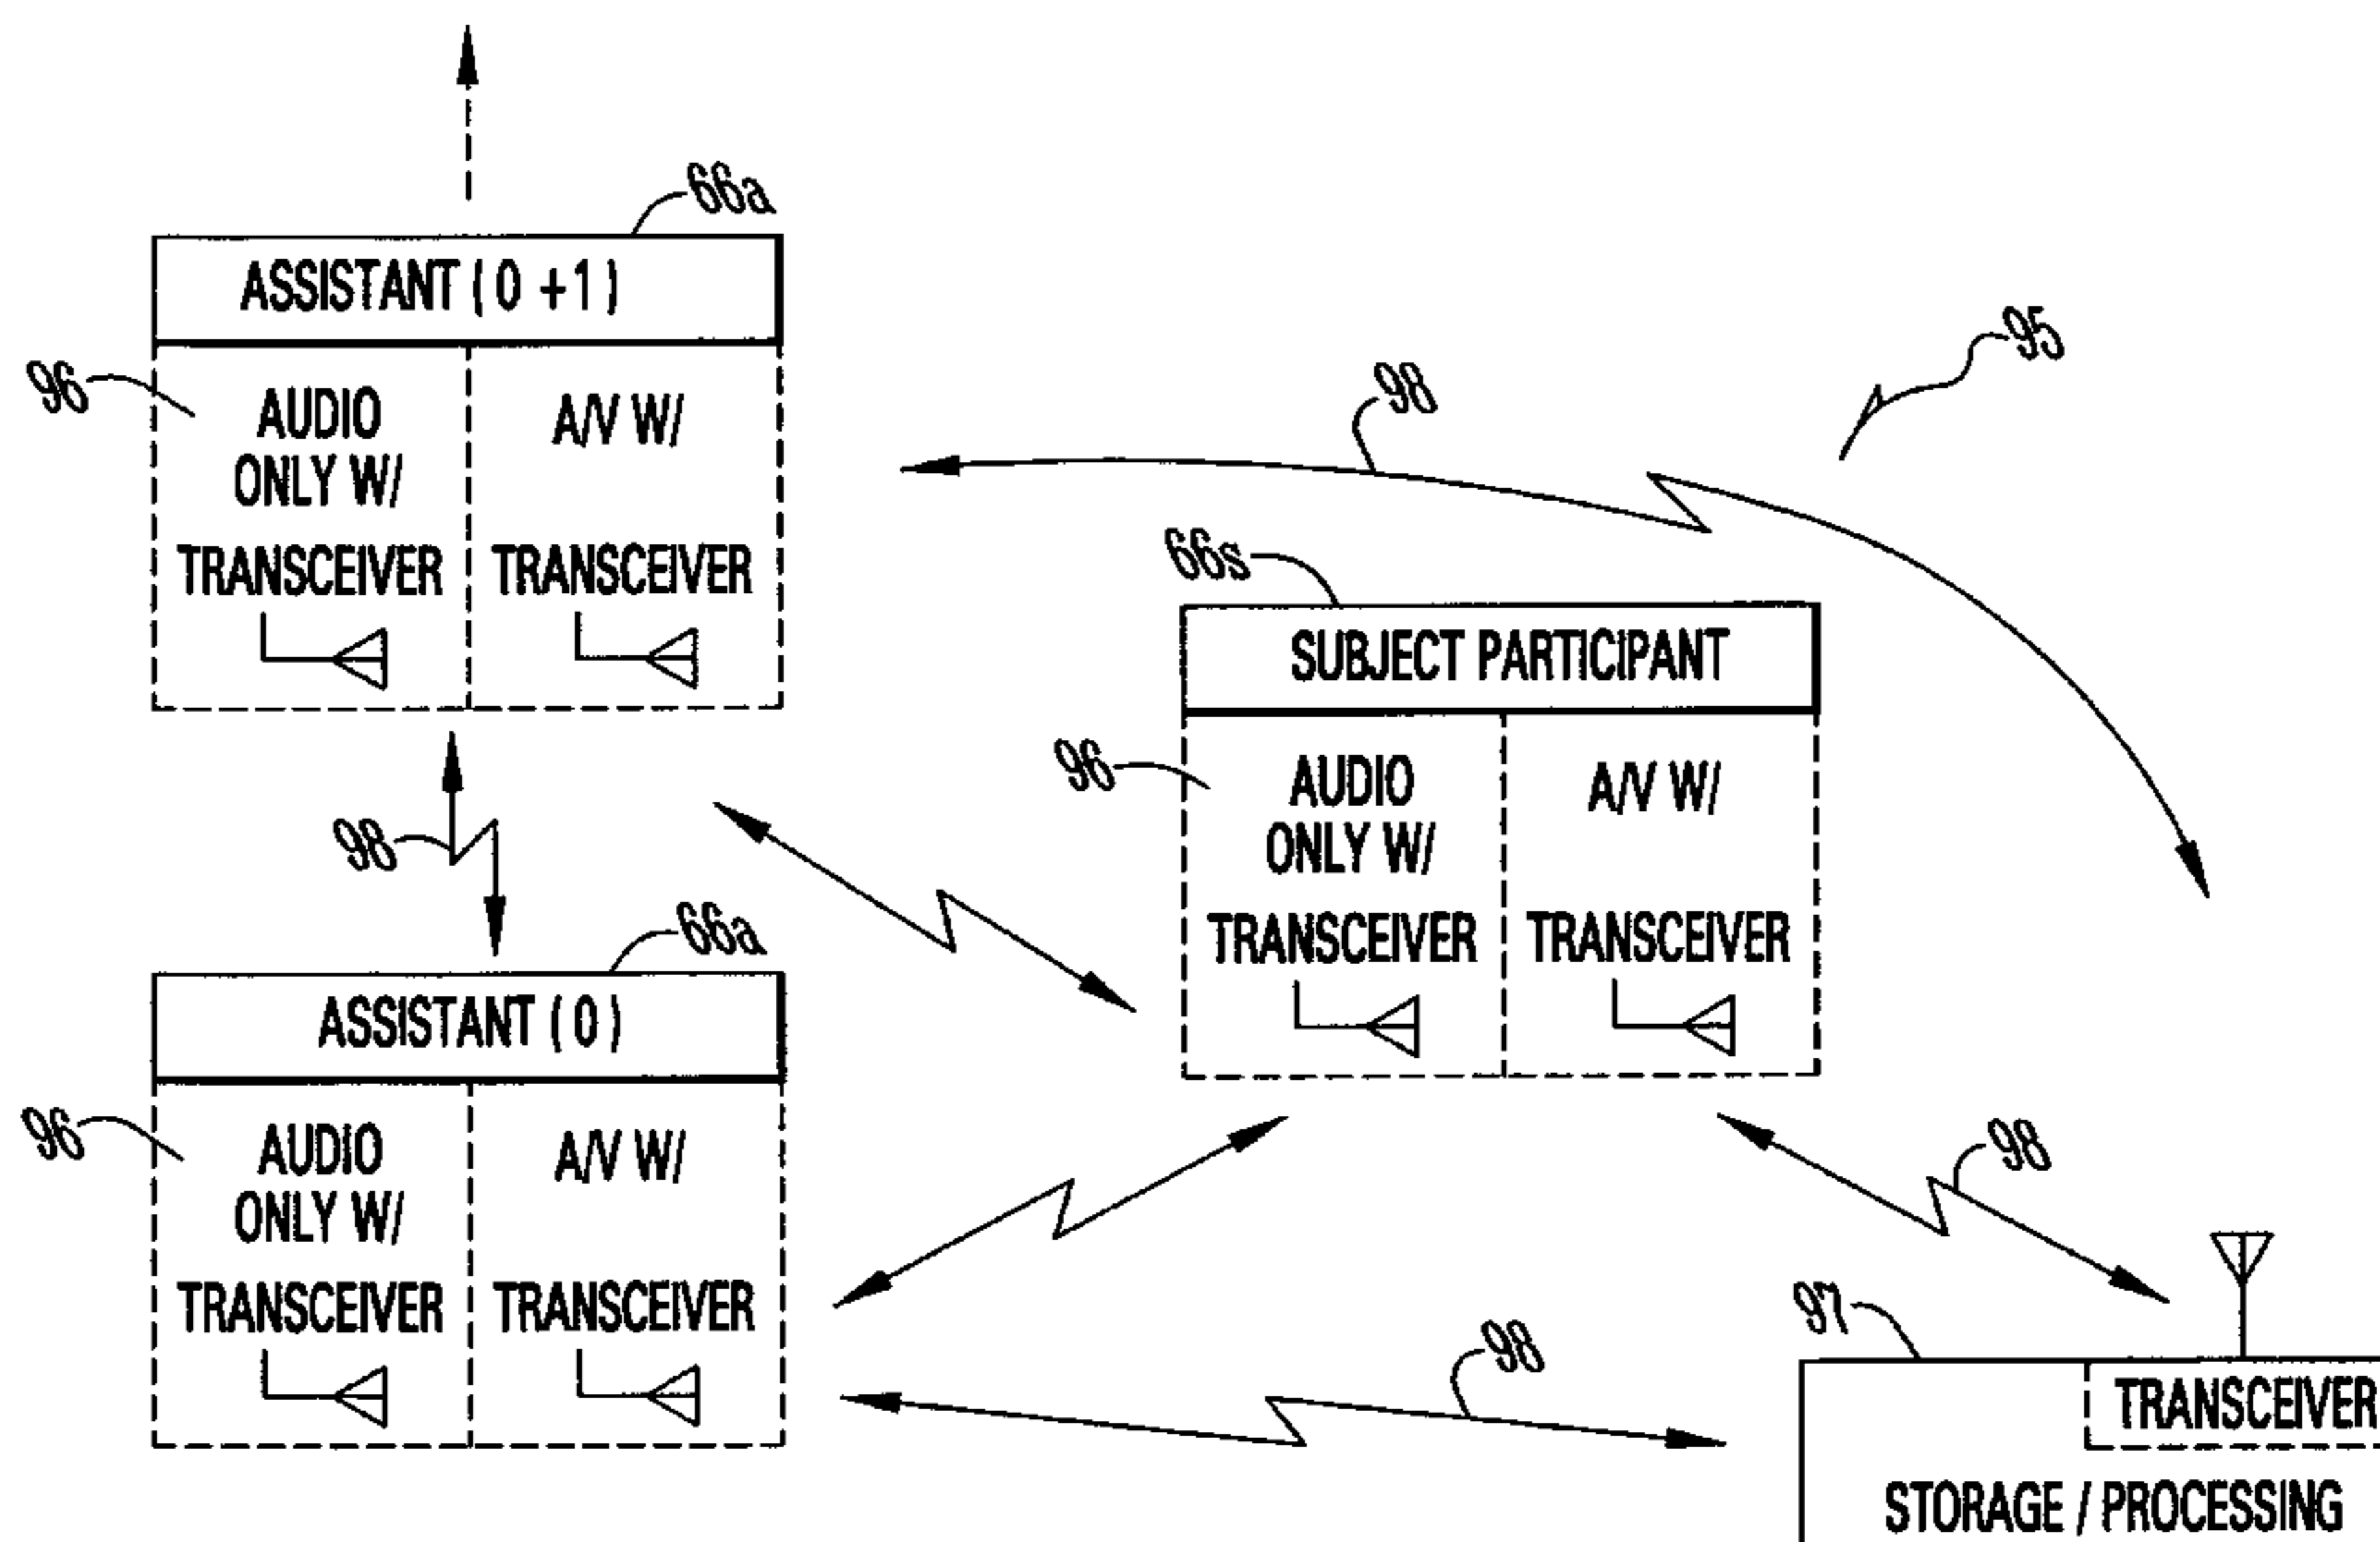 66a
ASSISTANT ( 0 +1 )
96
AUDIO
ONLY W/
TRANSCEIVER
A/V W/
TRANSCEIVER
98
95
66s
SUBJECT PARTICIPANT
96
AUDIO
ONLY W/
TRANSCEIVER
A/V W/
TRANSCEIVER
98
66a
ASSISTANT ( 0 )
96
AUDIO
ONLY W/
TRANSCEIVER
A/V W/
TRANSCEIVER
98
98
97
TRANSCEIVER
STORAGE / PROCESSING